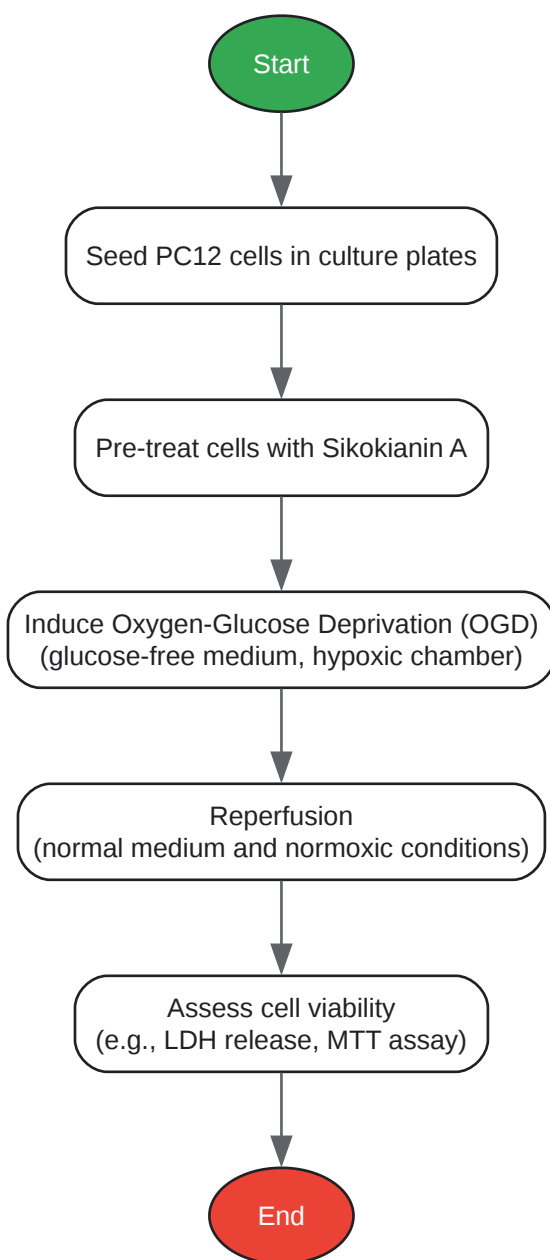 Start
Seed PC12 cells in culture plates
Pre-treat cells with Sikokianin A
Induce Oxygen-Glucose Deprivation (OGD)
(glucose-free medium, hypoxic chamber)
Reperfusion
(normal medium and normoxic conditions)
Assess cell viability
(e.g., LDH release, MTT assay)
End